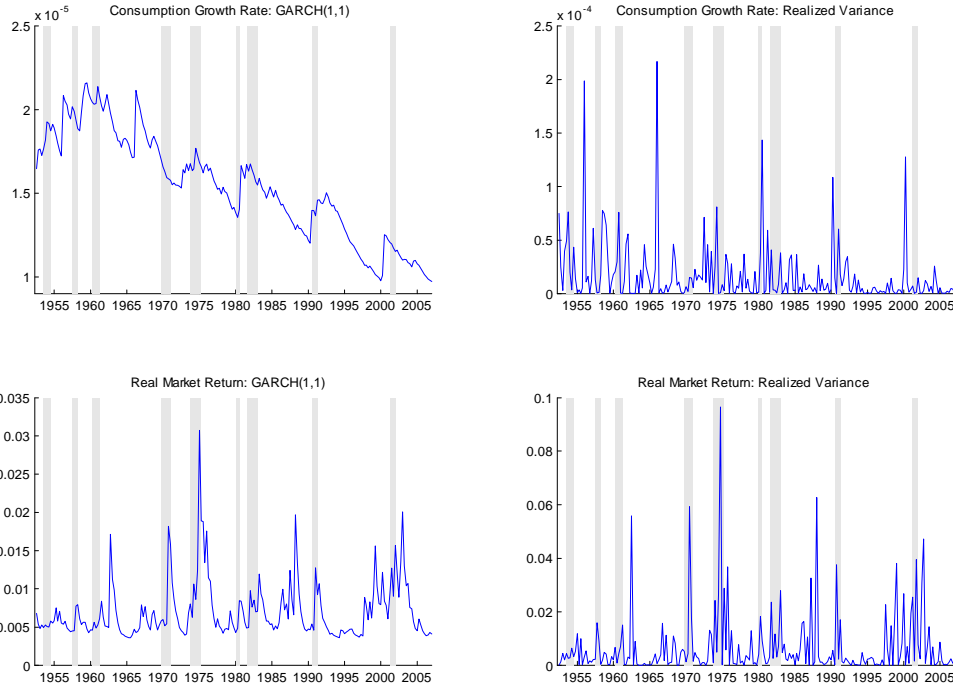 Consumption Growth Rate: GARCH(1,1)
x 10⁻⁵
2.5
2
1.5
1
1955 1960 1965 1970 1975 1980 1985 1990 1995 2000 2005
Consumption Growth Rate: Realized Variance
x 10⁻⁴
2.5
2
1.5
1
0.5
0
1955 1960 1965 1970 1975 1980 1985 1990 1995 2000 2005
Real Market Return: GARCH(1,1)
0.035
0.03
0.025
0.02
0.015
0.01
0.005
0
1955 1960 1965 1970 1975 1980 1985 1990 1995 2000 2005
Real Market Return: Realized Variance
0.1
0.08
0.06
0.04
0.02
0
1955 1960 1965 1970 1975 1980 1985 1990 1995 2000 2005